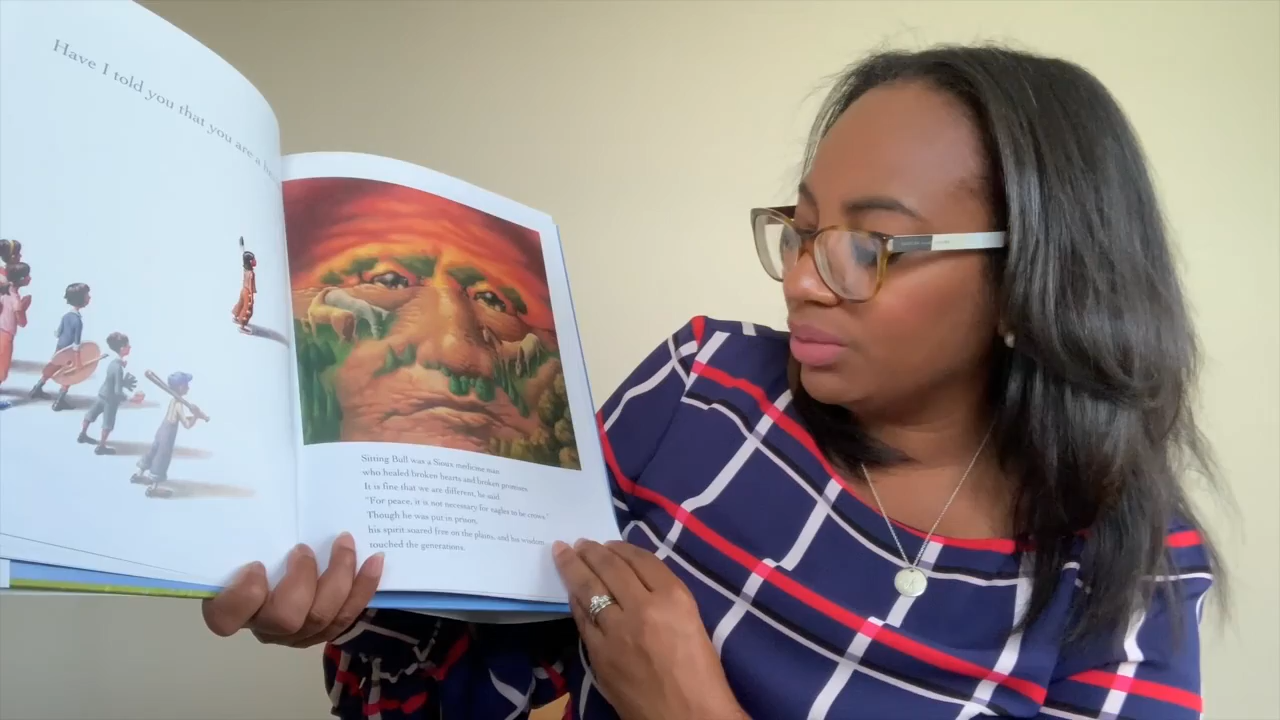 Have I told you that you are a
Sitting Bull was a Sioux medicine man
who healed broken hearts and broken promises.
It is fine that we are different, he said.
"For peace, it is not necessary for eagles to be crows."
Though he was put in prison,
his spirit soared free on the plains, and his wisdom
touched the generations.